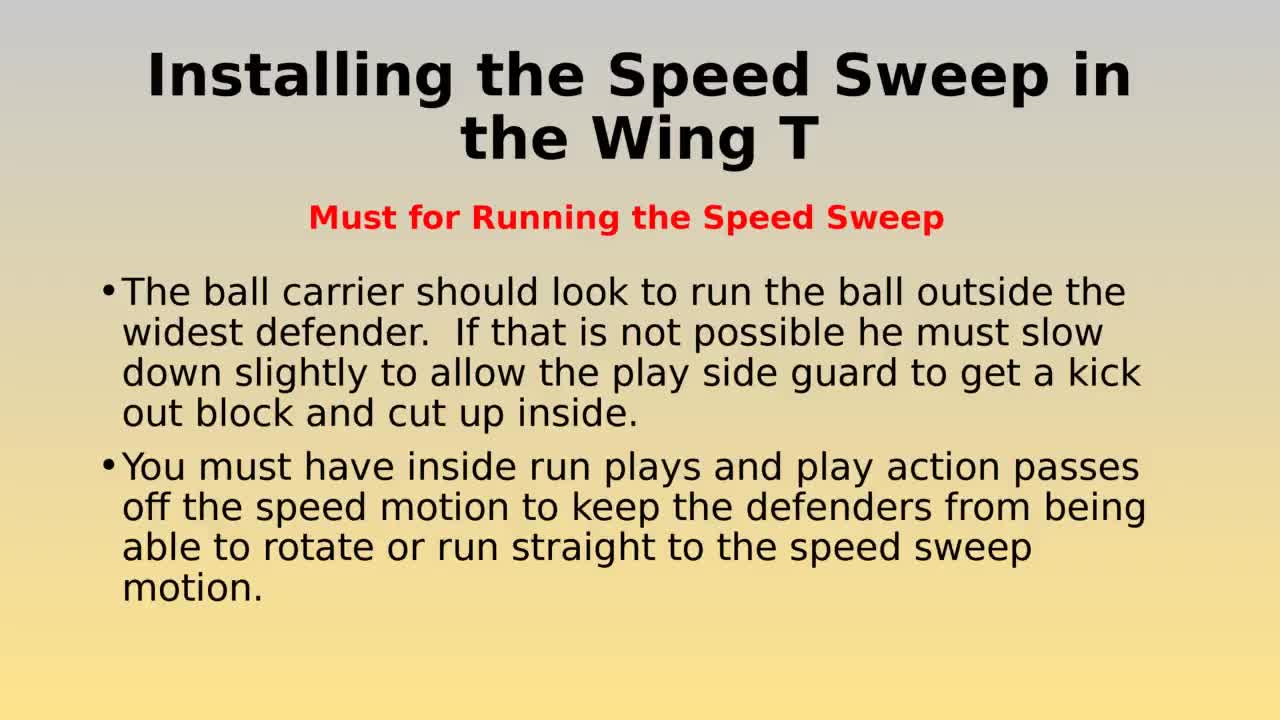 Installing the Speed Sweep in
the Wing T
Must for Running the Speed Sweep
•The ball carrier should look to run the ball outside the
widest defender.  If that is not possible he must slow
down slightly to allow the play side guard to get a kick
out block and cut up inside.
•You must have inside run plays and play action passes
off the speed motion to keep the defenders from being
able to rotate or run straight to the speed sweep
motion.